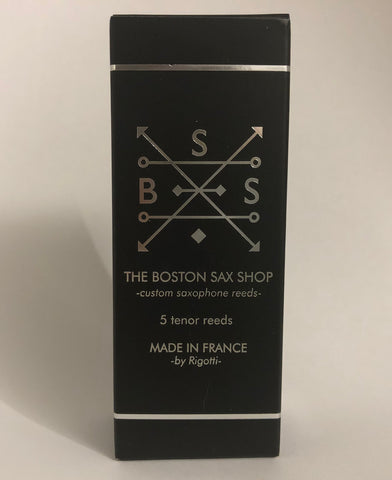 S
B S
THE BOSTON SAX SHOP
-custom saxophone reeds-
5 tenor reeds
MADE IN FRANCE
-by Rigotti-